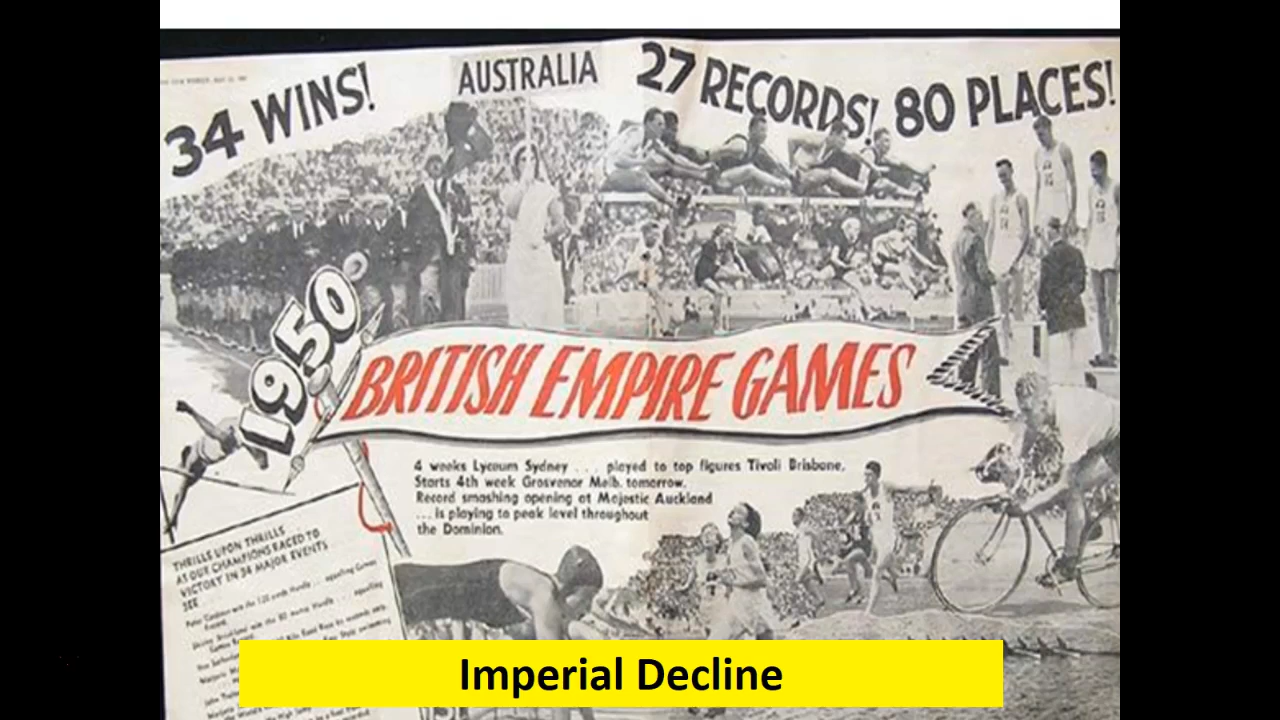 34 WINS!
AUSTRALIA
27 RECORDS! 80 PLACES!
1950
BRITISH EMPIRE GAMES
4 weeks Lyceum Sydney . . . played to top figures Tivoli Brisbane.
Starts 4th week Grosvenor Melb. tomorrow.
Record smashing opening at Majestic Auckland
. . . is playing to peak level throughout
the Dominion.
THRILLS UPON THRILLS
AS OUR CHAMPIONS RACED TO
VICTORY IN 34 MAJOR EVENTS
SEE
Imperial Decline